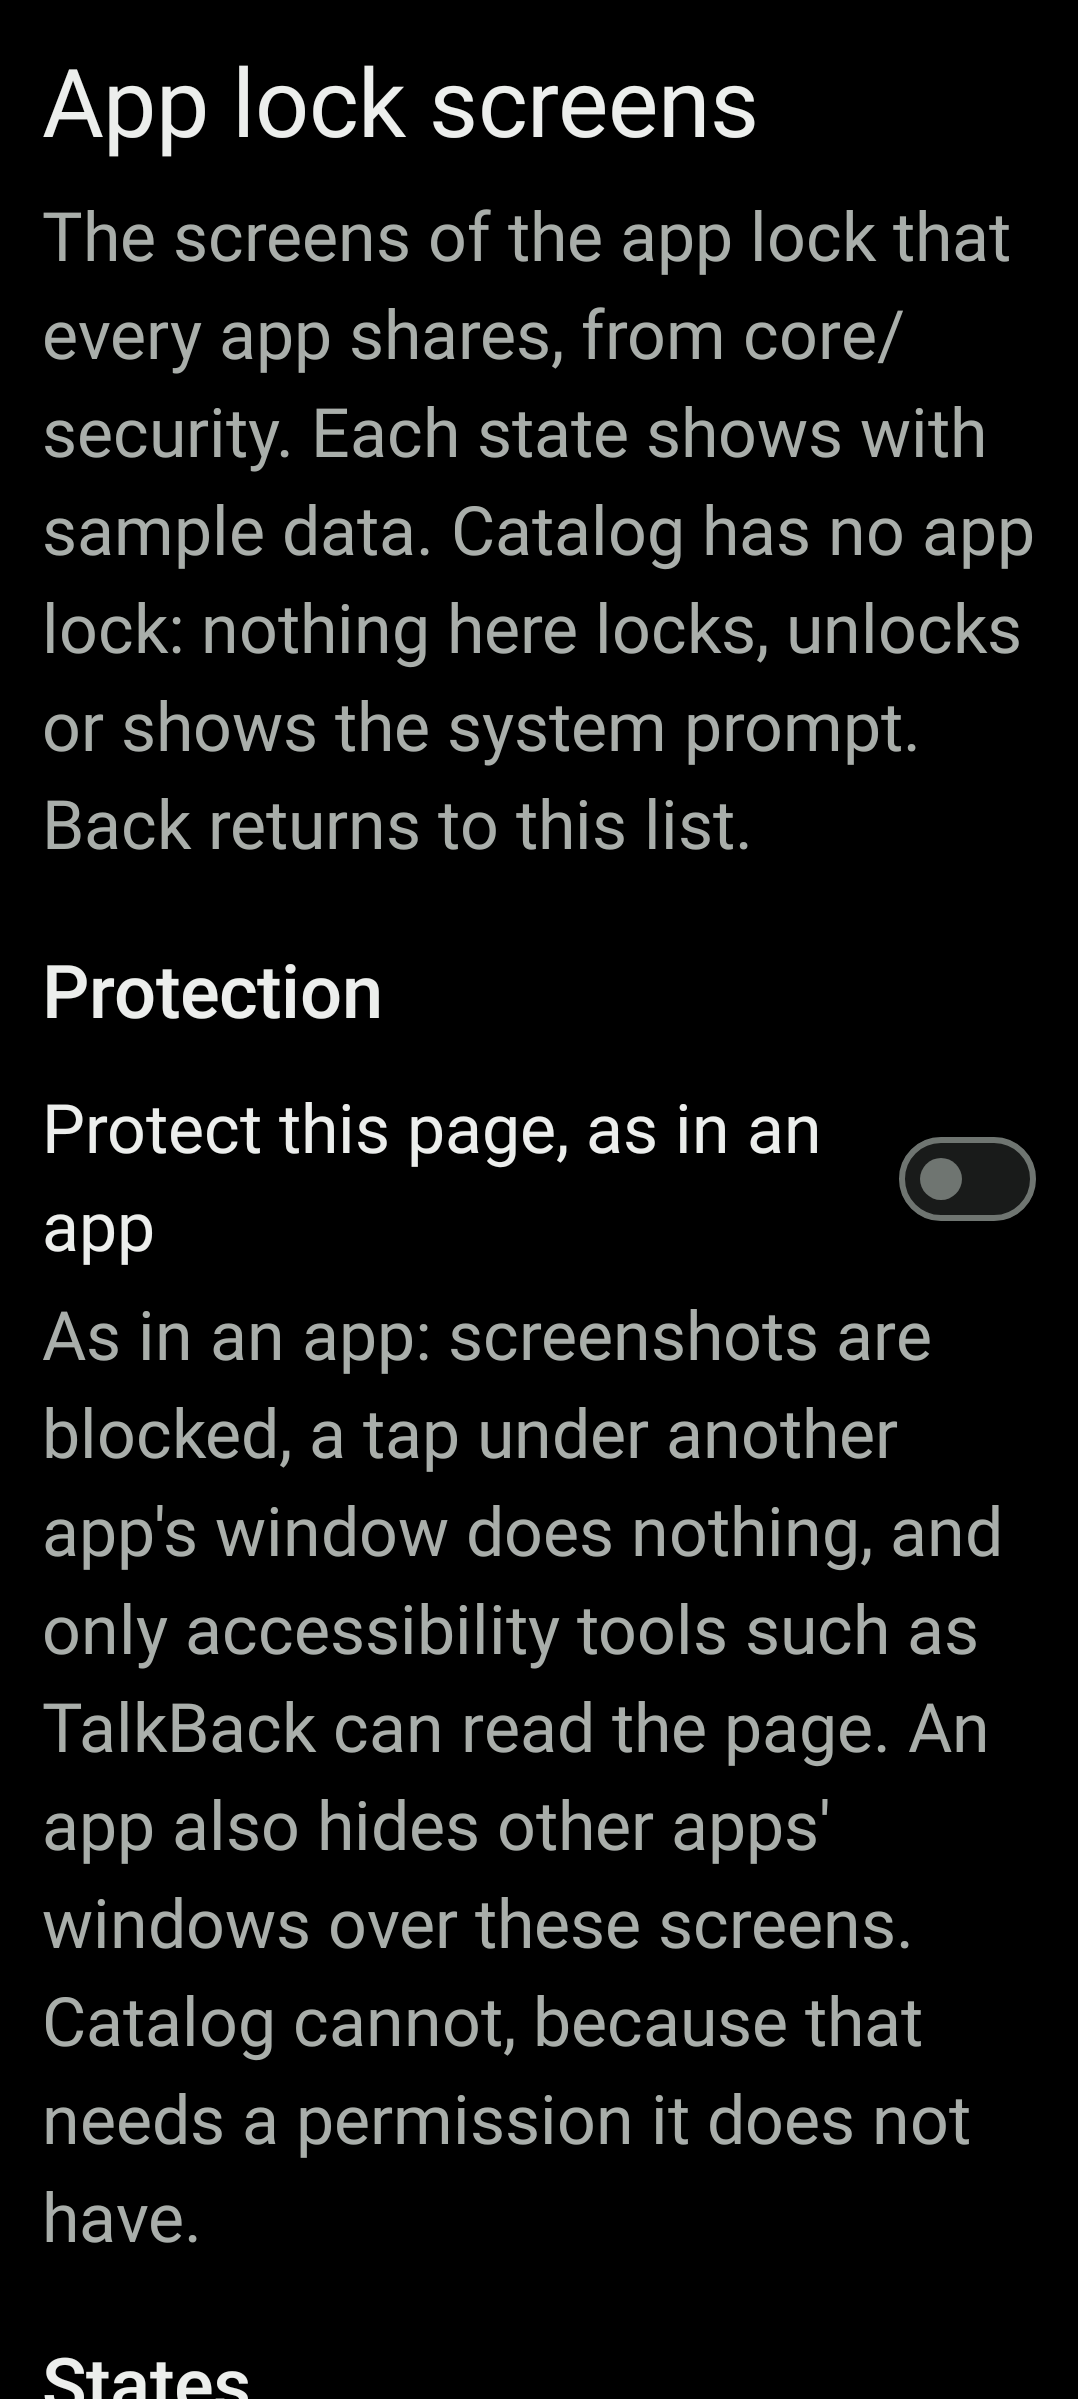 App lock screens
The screens of the app lock that
every app shares, from core/
security. Each state shows with
sample data. Catalog has no app
lock: nothing here locks, unlocks
or shows the system prompt.
Back returns to this list.
Protection
Protect this page, as in an
app
As in an app: screenshots are
blocked, a tap under another
app's window does nothing, and
only accessibility tools such as
TalkBack can read the page. An
app also hides other apps'
windows over these screens.
Catalog cannot, because that
needs a permission it does not
have.
States